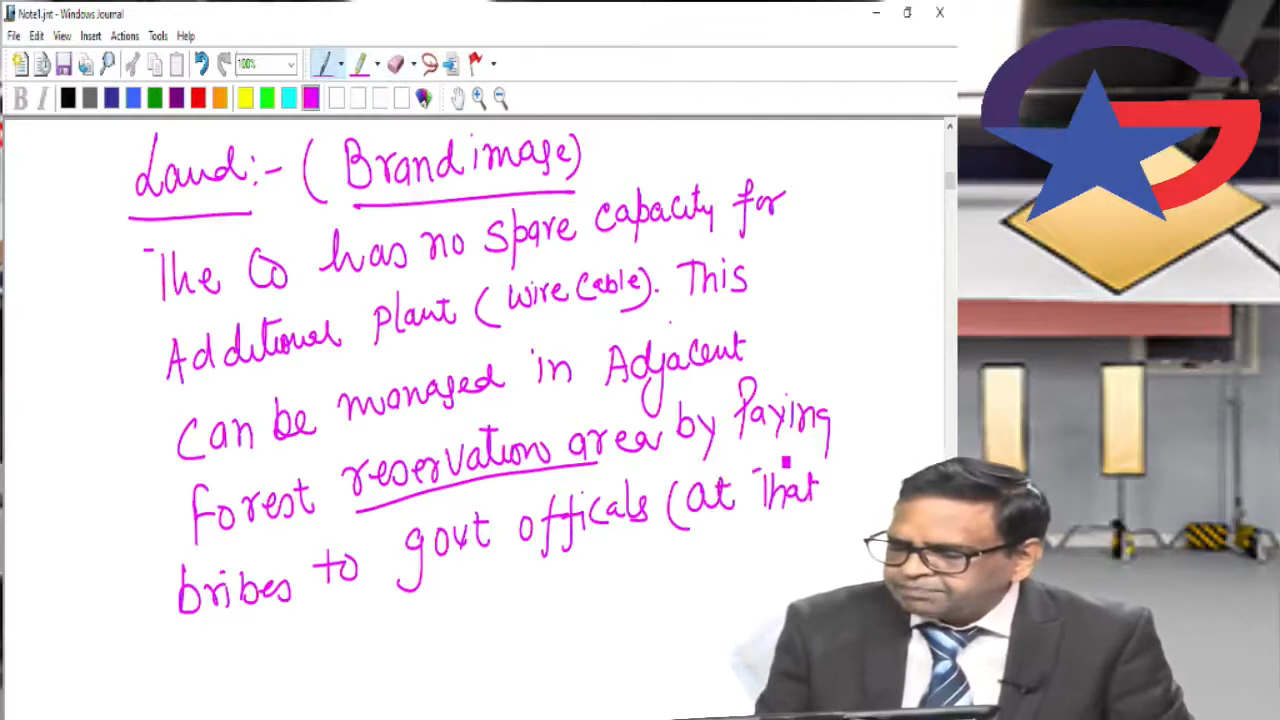 Note1.jnt - Windows Journal
File Edit View Insert Actions Tools Help
100%
B I
Land:- (Brand image)
The Co has no spare capacity for
Additional plant (wire cable). This
can be managed in Adjacent
Forest reservation area by Paying
bribes to govt officals (at That